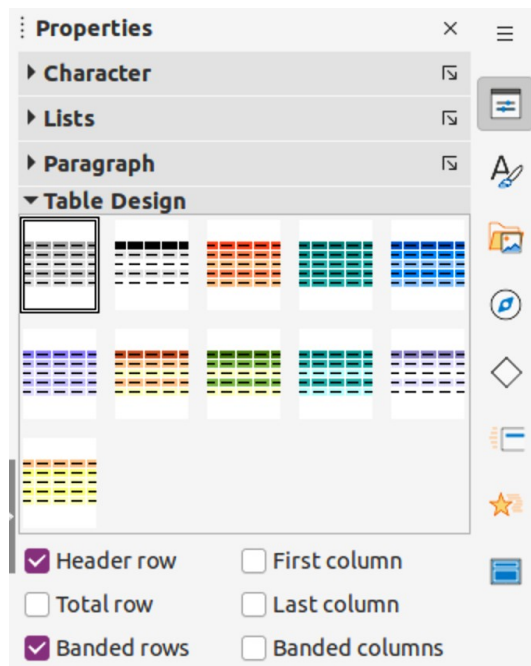 Properties
Character
Lists
Paragraph
Table Design
Header row
First column
Total row
Last column
Banded rows
Banded columns